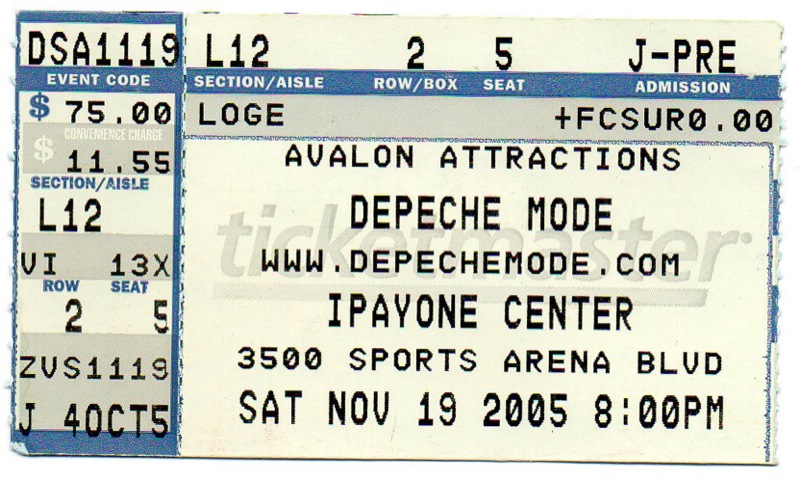 DSA1119 L12 2 5 J-PRE
EVENT CODE SECTION/AISLE ROW/BOX SEAT ADMISSION
$ 75.00 LOGE +FCSUR0.00
CONVENIENCE CHARGE
$ 11.55
SECTION/AISLE
L12
VI 13X
ROW SEAT
2 5
ZVS1119
J 4OCT5
AVALON ATTRACTIONS
DEPECHE MODE
ticketmaster
WWW.DEPECHEMODE.COM
IPAYONE CENTER
3500 SPORTS ARENA BLVD
SAT NOV 19 2005 8:00PM